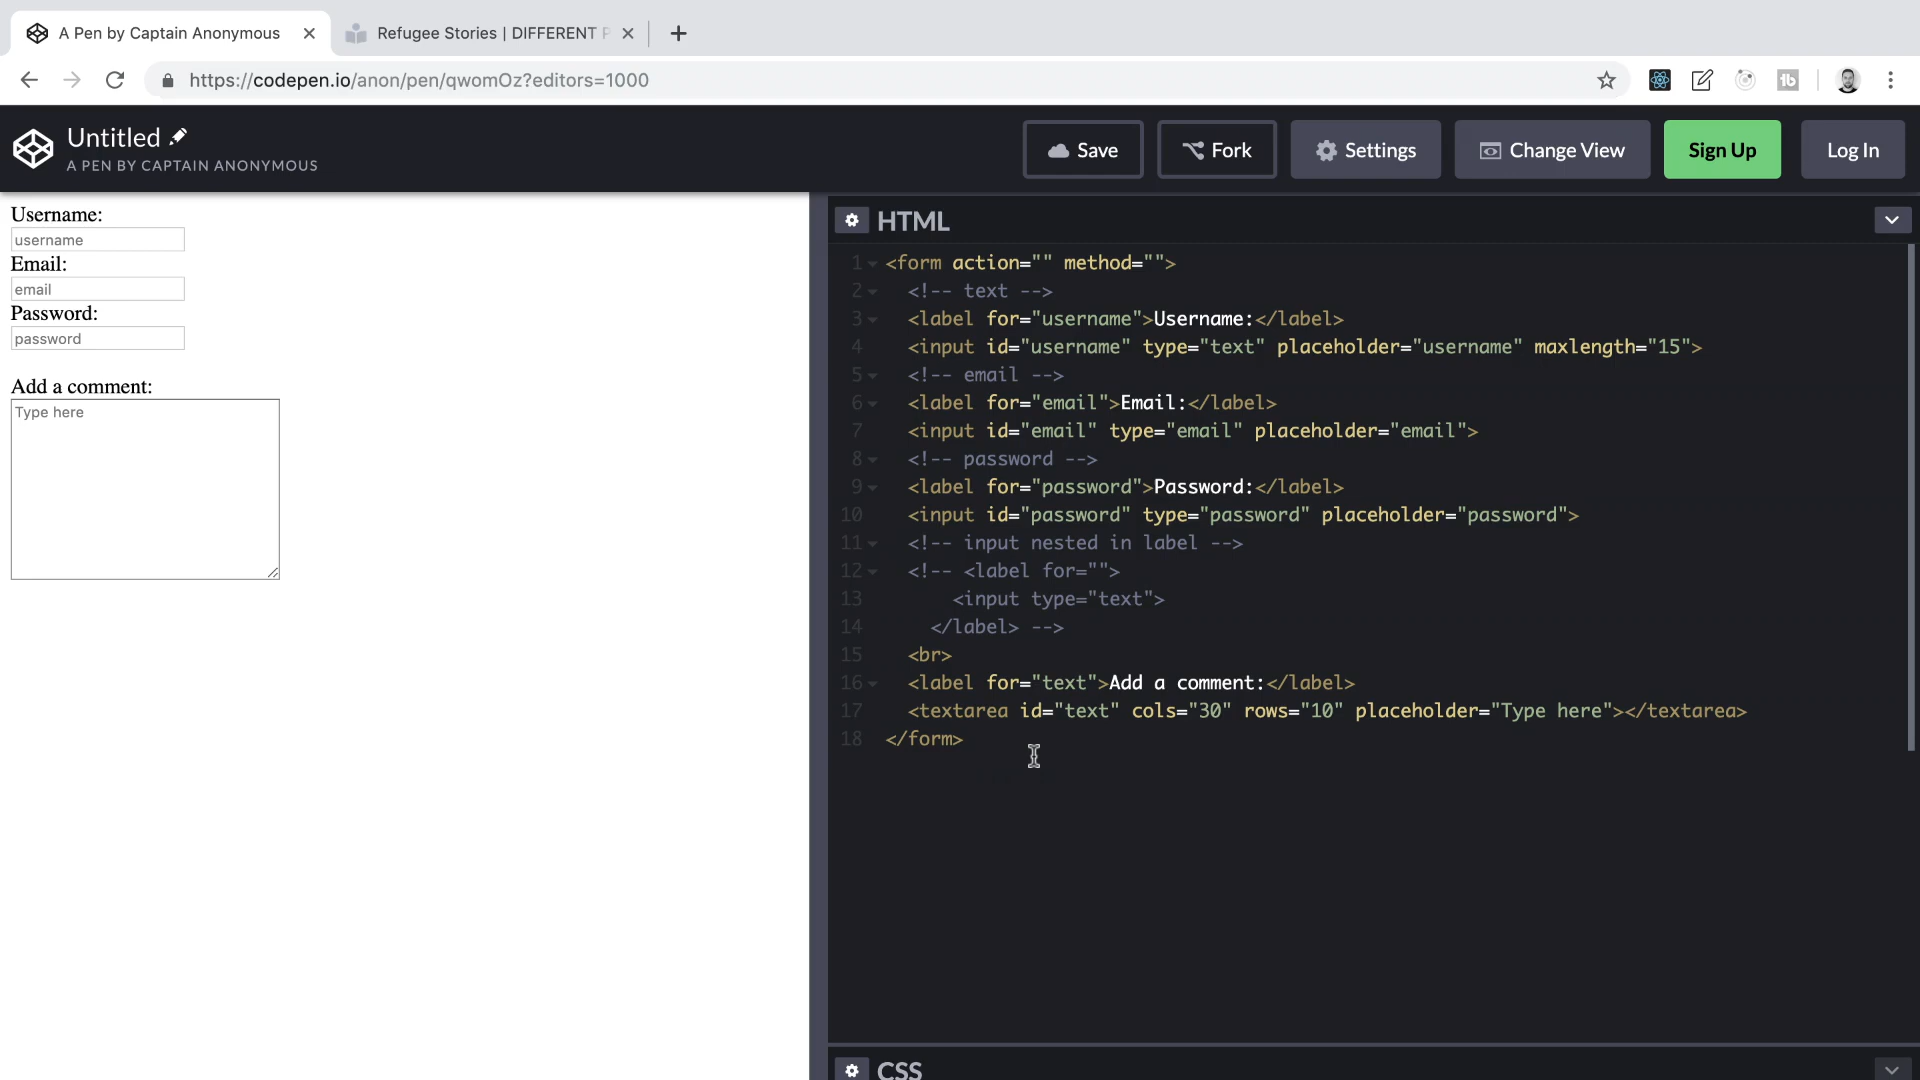 A Pen by Captain Anonymous
Refugee Stories | DIFFERENT P
https://codepen.io/anon/pen/qwomOz?editors=1000
Untitled
A PEN BY CAPTAIN ANONYMOUS
Save
Fork
Settings
Change View
Sign Up
Log In
Username:
username
Email:
email
Password:
password
Add a comment:
Type here
HTML
1 <form action="" method="">
2 <!-- text -->
3 <label for="username">Username:</label>
4 <input id="username" type="text" placeholder="username" maxlength="15">
5 <!-- email -->
6 <label for="email">Email:</label>
7 <input id="email" type="email" placeholder="email">
8 <!-- password -->
9 <label for="password">Password:</label>
10 <input id="password" type="password" placeholder="password">
11 <!-- input nested in label -->
12 <!-- <label for="">
13 <input type="text">
14 </label> -->
15 <br>
16 <label for="text">Add a comment:</label>
17 <textarea id="text" cols="30" rows="10" placeholder="Type here"></textarea>
18 </form>
CSS